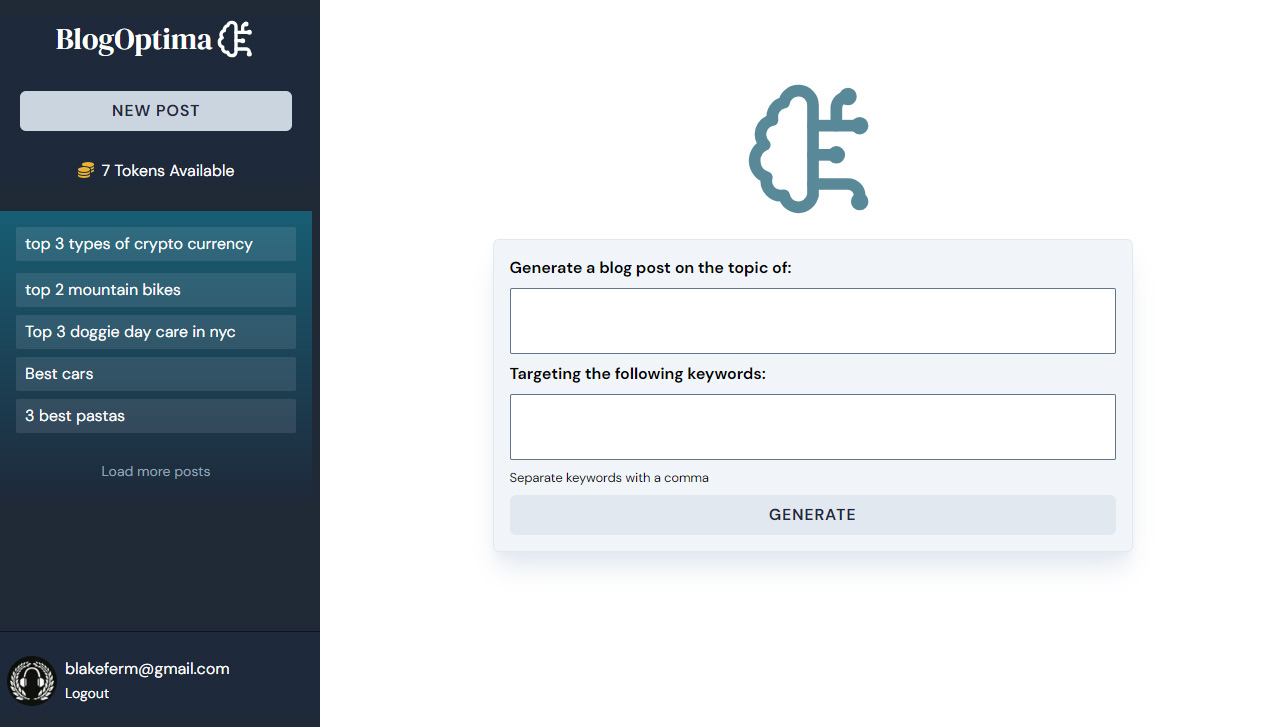 BlogOptima
NEW POST
7 Tokens Available
top 3 types of crypto currency
top 2 mountain bikes
Top 3 doggie day care in nyc
Best cars
3 best pastas
Load more posts
blakeferm@gmail.com
Logout
Generate a blog post on the topic of:
Targeting the following keywords:
Separate keywords with a comma
GENERATE